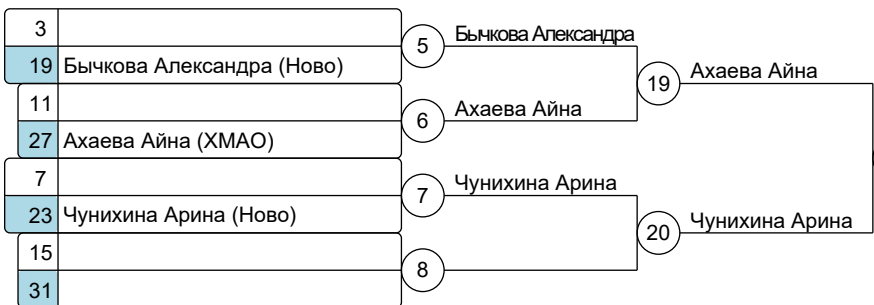 3
5
Бычкова Александра
19 Бычкова Александра (Ново)
19
Ахаева Айна
11
6
Ахаева Айна
27 Ахаева Айна (ХМАО)
7
7
Чунихина Арина
23 Чунихина Арина (Ново)
20
Чунихина Арина
15
8
31